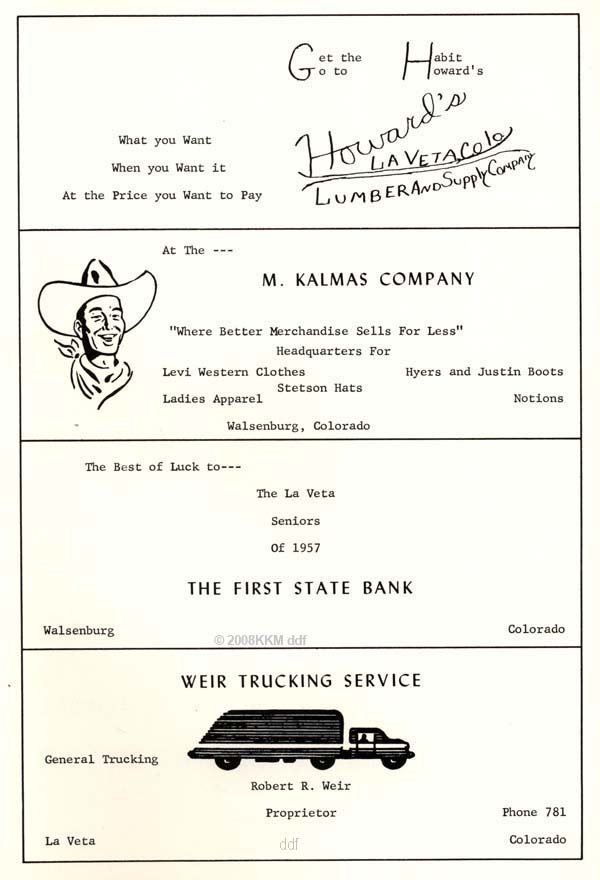 Get the Habit
Go to Howard's
Howard's
LA VETA, Colo
LUMBER AND Supply Company
What you Want
When you Want it
At the Price you Want to Pay
At The ---
M. KALMAS COMPANY
"Where Better Merchandise Sells For Less"
Headquarters For
Levi Western Clothes Hyers and Justin Boots
Stetson Hats
Ladies Apparel Notions
Walsenburg, Colorado
The Best of Luck to---
The La Veta
Seniors
Of 1957
THE FIRST STATE BANK
Walsenburg Colorado
© 2008KKM ddf
WEIR TRUCKING SERVICE
General Trucking
Robert R. Weir
Proprietor Phone 781
La Veta Colorado
ddf